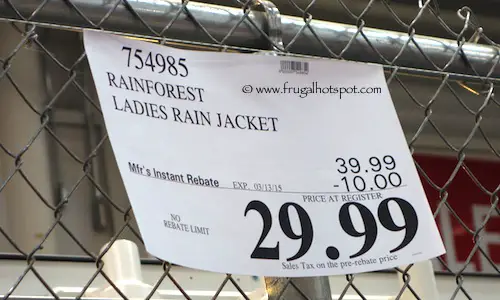 754985
© www.frugalhotspot.com
RAINFOREST
LADIES RAIN JACKET
39.99
Mfr's Instant Rebate EXP. 03/13/15 -10.00
PRICE AT REGISTER
NO
REBATE LIMIT
29.99
Sales Tax on the pre-rebate price